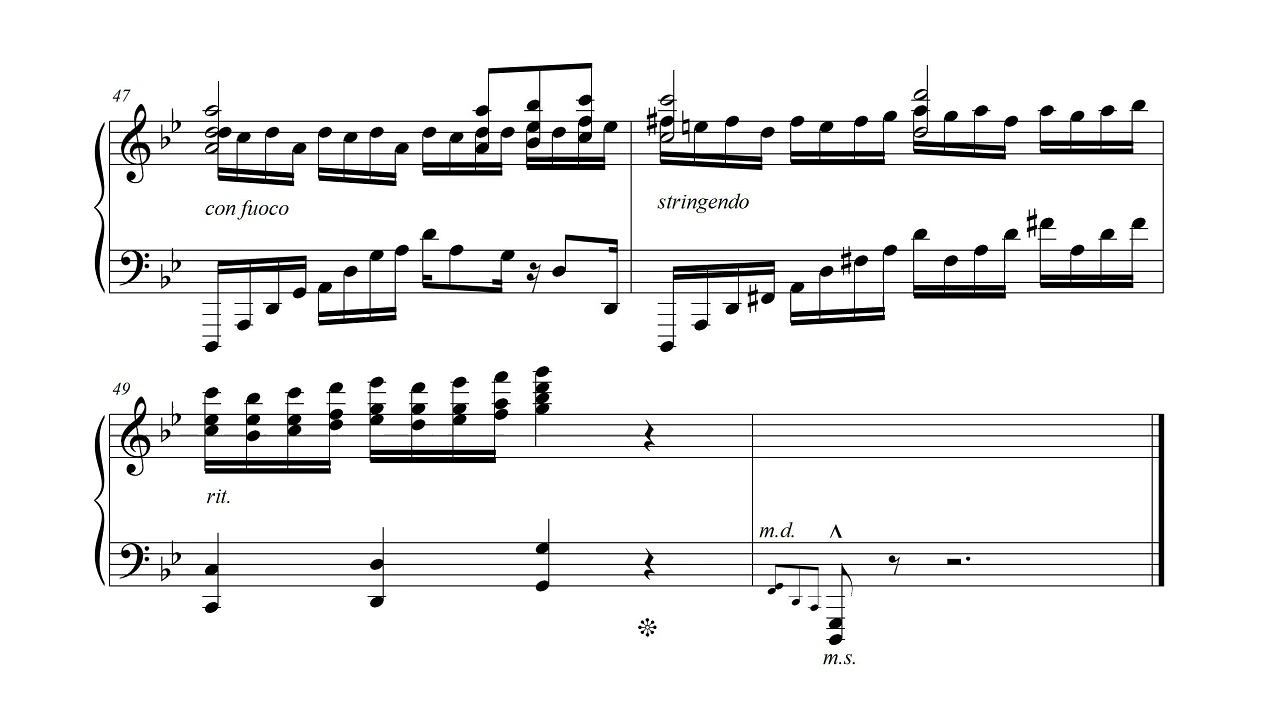 47
con fuoco
stringendo
49
rit.
m.d.
m.s.